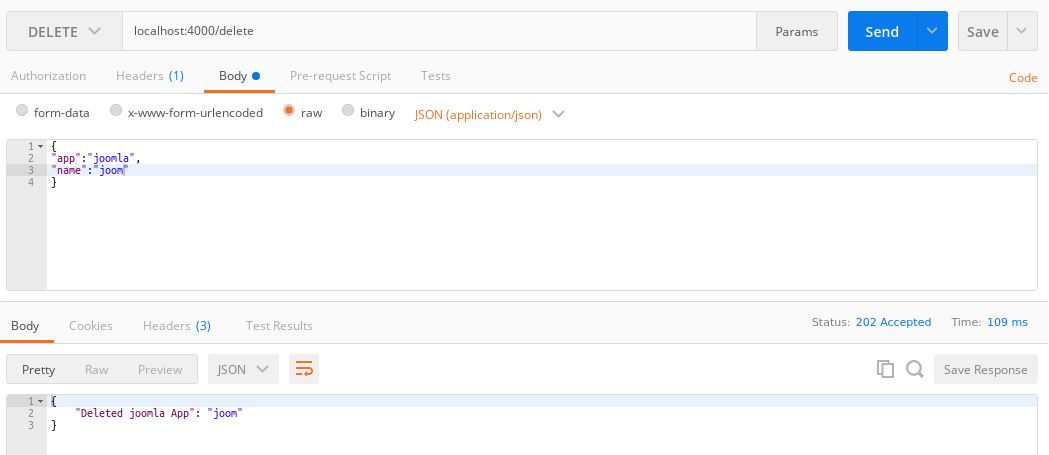 DELETE localhost:4000/delete Params Send Save
Authorization Headers (1) Body Pre-request Script Tests Code
form-data x-www-form-urlencoded raw binary JSON (application/json)
1 {
2 "app":"joomla",
3 "name":"joom"
4 }
Body Cookies Headers (3) Test Results Status: 202 Accepted Time: 109 ms
Pretty Raw Preview JSON Save Response
1 {
2 "Deleted joomla App": "joom"
3 }